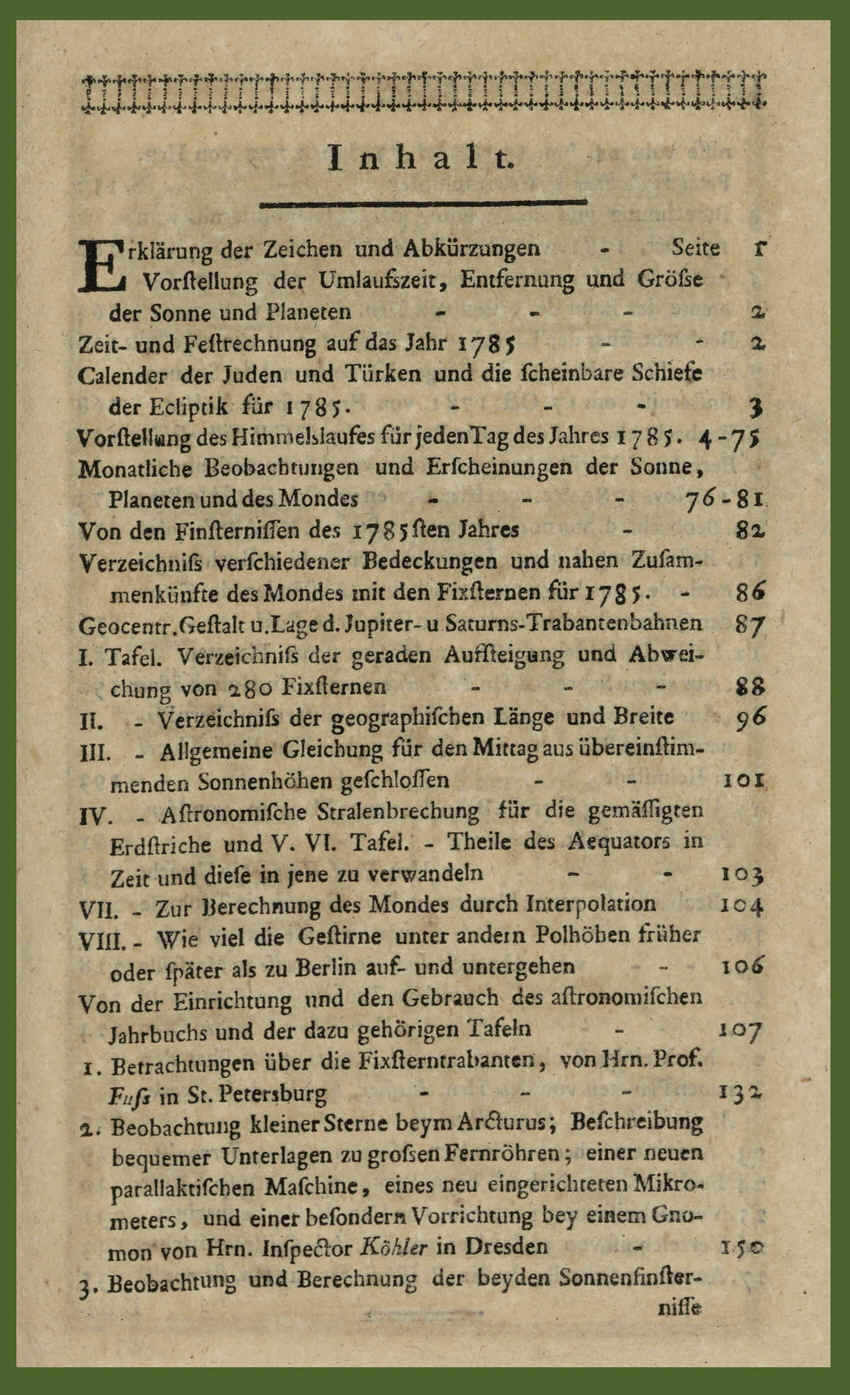 Inhalt.
Erklärung der Zeichen und Abkürzungen - Seite 1
Vorſtellung der Umlaufszeit, Entfernung und Gröſse
der Sonne und Planeten - - - 2
Zeit- und Feſtrechnung auf das Jahr 1785 - - 2
Calender der Juden und Türken und die ſcheinbare Schiefe
der Ecliptik für 1785. - - - 3
Vorſtellung des Himmelslaufes für jeden Tag des Jahres 1785. 4-75
Monatliche Beobachtungen und Erſcheinungen der Sonne,
Planeten und des Mondes - - - 76-81
Von den Finſterniſſen des 1785ſten Jahres - 82
Verzeichniſs verſchiedener Bedeckungen und nahen Zuſam-
menkünfte des Mondes mit den Fixſternen für 1785. - 86
Geocentr. Geſtalt u. Lage d. Jupiter- u Saturns-Trabantenbahnen 87
I. Tafel. Verzeichniſs der geraden Aufſteigung und Abwei-
chung von 280 Fixſternen - - - 88
II. - Verzeichniſs der geographiſchen Länge und Breite 96
III. - Allgemeine Gleichung für den Mittag aus übereinſtim-
menden Sonnenhöhen geſchloſſen - - 101
IV. - Aſtronomiſche Stralenbrechung für die gemäſſigten
Erdſtriche und V. VI. Tafel. - Theile des Aequators in
Zeit und dieſe in jene zu verwandeln - - 103
VII. - Zur Berechnung des Mondes durch Interpolation 104
VIII. - Wie viel die Geſtirne unter andern Polhöhen früher
oder ſpäter als zu Berlin auf- und untergehen - 106
Von der Einrichtung und den Gebrauch des aſtronomiſchen
Jahrbuchs und der dazu gehörigen Tafeln - 107
1. Betrachtungen über die Fixſterntrabanten, von Hrn. Prof.
Fuſs in St. Petersburg - - - 132
2. Beobachtung kleiner Sterne beym Arcturus; Beſchreibung
bequemer Unterlagen zu groſsen Fernröhren; einer neuen
parallaktiſchen Maſchine, eines neu eingerichteten Mikro-
meters, und einer beſondern Vorrichtung bey einem Gno-
mon von Hrn. Inſpector Köhler in Dresden - 150
3. Beobachtung und Berechnung der beyden Sonnenfinſter-
niſſe